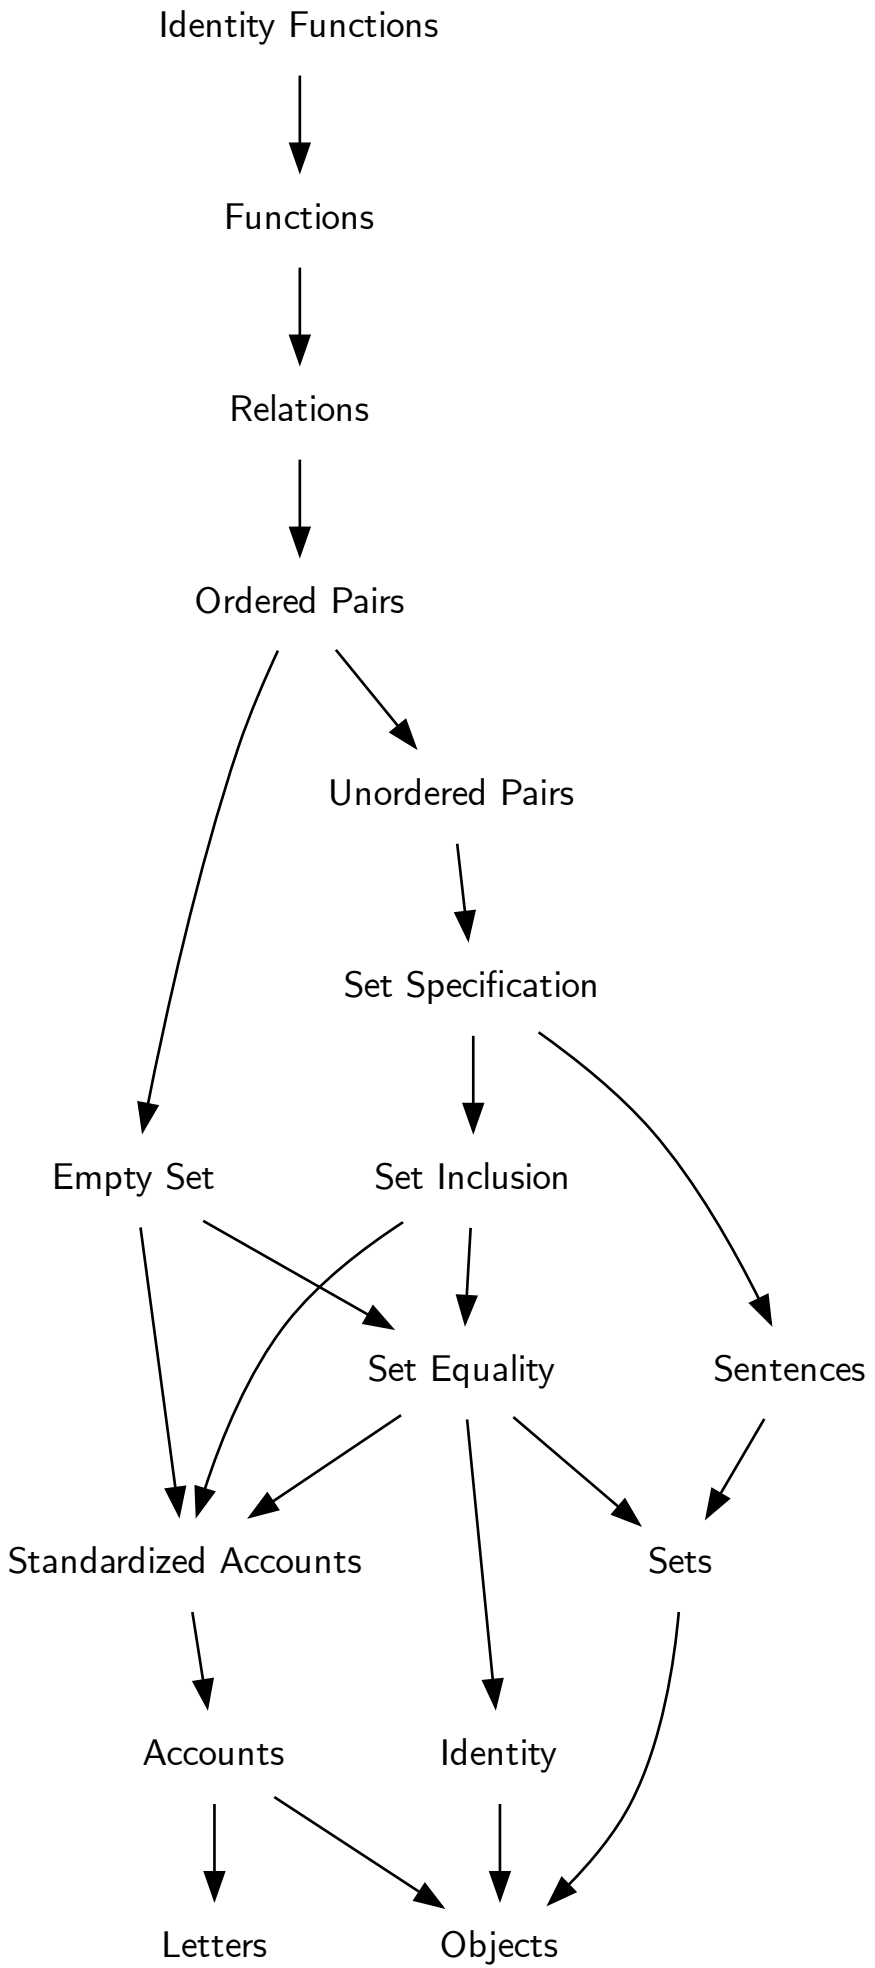 Identity Functions
Functions
Relations
Ordered Pairs
Unordered Pairs
Set Specification
Empty Set
Set Inclusion
Set Equality
Sentences
Standardized Accounts
Sets
Accounts
Identity
Letters
Objects